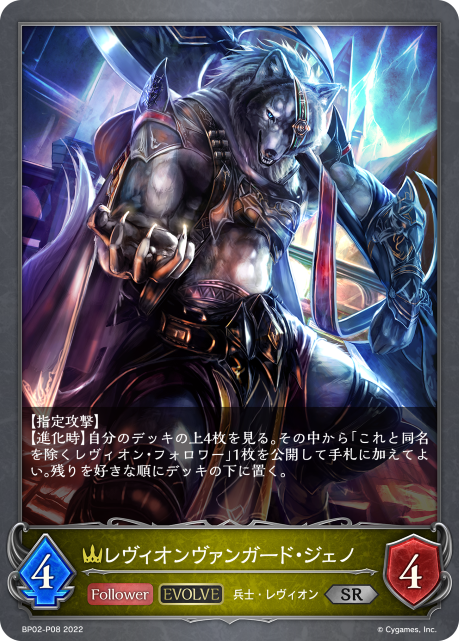 【指定攻撃】
【進化時】自分のデッキの上4枚を見る。その中から「これと同名
を除くレヴィオン・フォロワー」1枚を公開して手札に加えてよ
い。残りを好きな順にデッキの下に置く。
レヴィオンヴァンガード・ジェノ
4
Follower EVOLVE 兵士・レヴィオン SR
4
BP02-P08 2022
© Cygames, Inc.